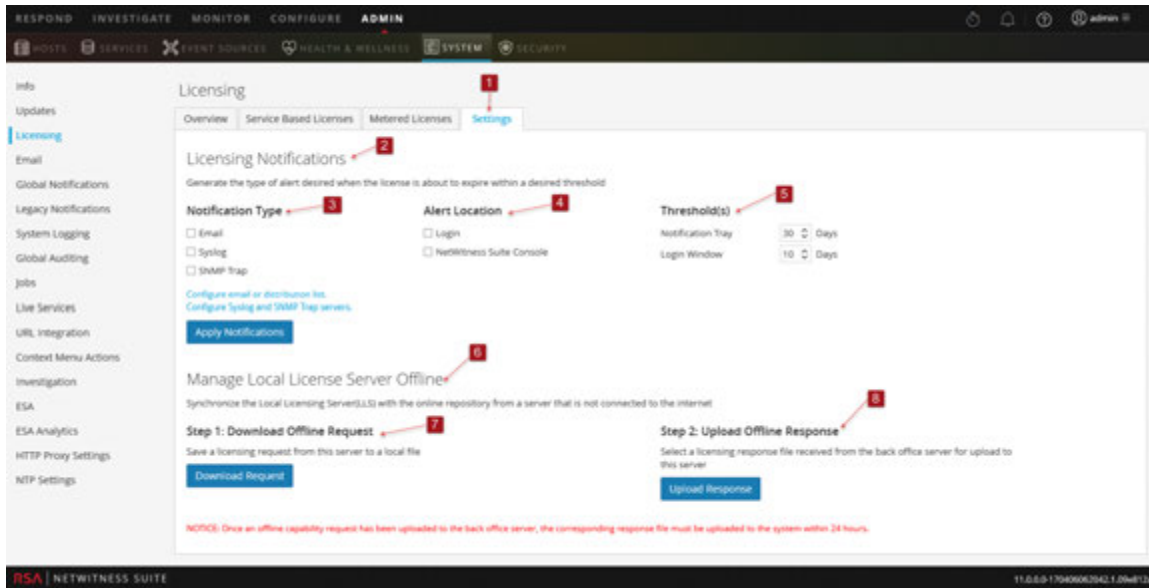 RESPOND INVESTIGATE MONITOR CONFIGURE ADMIN
admin
HOSTS SERVICES EVENT SOURCES HEALTH & WELLNESS SYSTEM SECURITY
Info
Updates
Licensing
Email
Global Notifications
Legacy Notifications
System Logging
Global Auditing
Jobs
Live Services
URL Integration
Context Menu Actions
Investigation
ESA
ESA Analytics
HTTP Proxy Settings
NTP Settings
Licensing
1
Overview Service Based Licenses Metered Licenses Settings
2
Licensing Notifications
Generate the type of alert desired when the license is about to expire within a desired threshold
3
Notification Type
Email
Syslog
SNMP Trap
Configure email or distribution list.
Configure Syslog and SNMP Trap servers.
Apply Notifications
4
Alert Location
Login
NetWitness Suite Console
5
Threshold(s)
Notification Tray 30 Days
Login Window 10 Days
6
Manage Local License Server Offline
Synchronize the Local Licensing Server(LLS) with the online repository from a server that is not connected to the internet
7
Step 1: Download Offline Request
Save a licensing request from this server to a local file
Download Request
8
Step 2: Upload Offline Response
Select a licensing response file received from the back office server for upload to
this server
Upload Response
NOTICE: Once an offline capability request has been uploaded to the back office server, the corresponding response file must be uploaded to the system within 24 hours.
RSA NETWITNESS SUITE